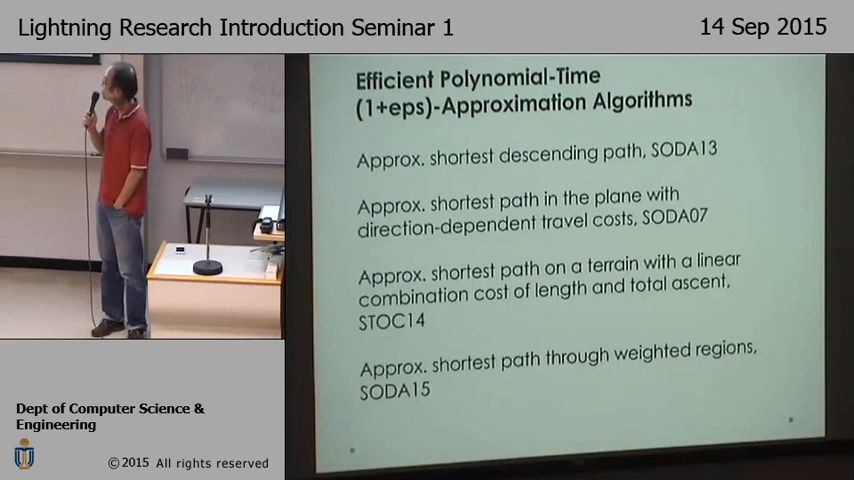 Lightning Research Introduction Seminar 1
14 Sep 2015
Efficient Polynomial-Time
(1+eps)-Approximation Algorithms
Approx. shortest descending path, SODA13
Approx. shortest path in the plane with
direction-dependent travel costs, SODA07
Approx. shortest path on a terrain with a linear
combination cost of length and total ascent,
STOC14
Approx. shortest path through weighted regions,
SODA15
Dept of Computer Science &
Engineering
©2015 All rights reserved